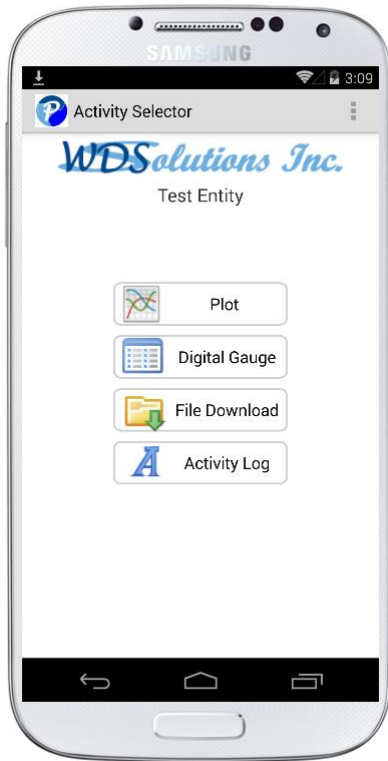 SAMSUNG
3:09
Activity Selector
WDSolutions Inc.
Test Entity
Plot
Digital Gauge
File Download
Activity Log